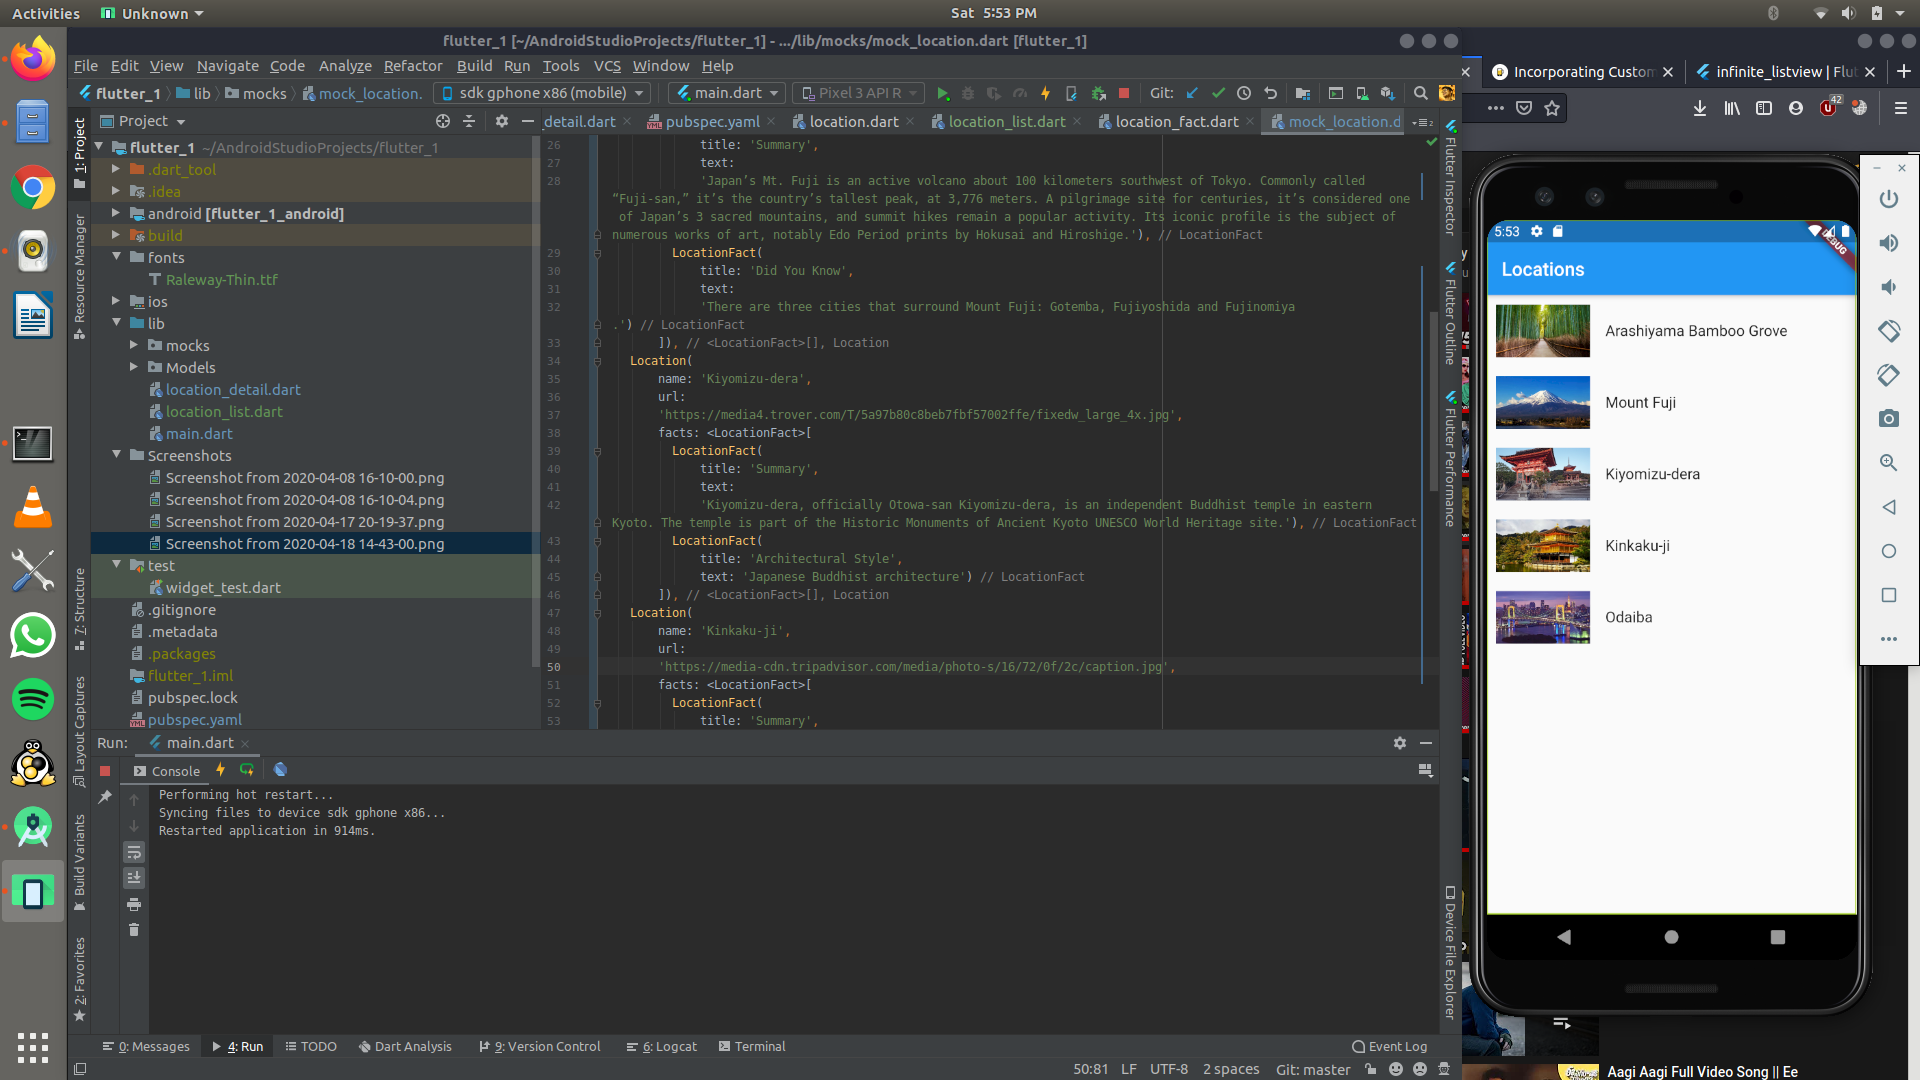 Activities
Unknown
Sat 5:53 PM
flutter_1 [~/AndroidStudioProjects/flutter_1] - .../lib/mocks/mock_location.dart [flutter_1]
File Edit View Navigate Code Analyze Refactor Build Run Tools VCS Window Help
flutter_1 lib mocks mock_location. sdk gphone x86 (mobile) main.dart Pixel 3 API R Git:
Incorporating Custom
infinite_listview | Flut
42
Project
_detail.dart pubspec.yaml location.dart location_list.dart location_fact.dart mock_location.d
1: Project
Resource Manager
7: Structure
Layout Captures
Build Variants
2: Favorites
flutter_1 ~/AndroidStudioProjects/flutter_1
.dart_tool
.idea
android [flutter_1_android]
build
fonts
Raleway-Thin.ttf
ios
lib
mocks
Models
location_detail.dart
location_list.dart
main.dart
Screenshots
Screenshot from 2020-04-08 16-10-00.png
Screenshot from 2020-04-08 16-10-04.png
Screenshot from 2020-04-17 20-19-37.png
Screenshot from 2020-04-18 14-43-00.png
test
widget_test.dart
.gitignore
.metadata
.packages
flutter_1.iml
pubspec.lock
pubspec.yaml
26 title: 'Summary',
27 text:
28 'Japan’s Mt. Fuji is an active volcano about 100 kilometers southwest of Tokyo. Commonly called
“Fuji-san,” it’s the country’s tallest peak, at 3,776 meters. A pilgrimage site for centuries, it’s considered one
of Japan’s 3 sacred mountains, and summit hikes remain a popular activity. Its iconic profile is the subject of
numerous works of art, notably Edo Period prints by Hokusai and Hiroshige.'), // LocationFact
29 LocationFact(
30 title: 'Did You Know',
31 text:
32 'There are three cities that surround Mount Fuji: Gotemba, Fujiyoshida and Fujinomiya
.') // LocationFact
33 ]), // <LocationFact>[], Location
34 Location(
35 name: 'Kiyomizu-dera',
36 url:
37 'https://media4.trover.com/T/5a97b80c8beb7fbf57002ffe/fixedw_large_4x.jpg',
38 facts: <LocationFact>[
39 LocationFact(
40 title: 'Summary',
41 text:
42 'Kiyomizu-dera, officially Otowa-san Kiyomizu-dera, is an independent Buddhist temple in eastern
Kyoto. The temple is part of the Historic Monuments of Ancient Kyoto UNESCO World Heritage site.'), // LocationFact
43 LocationFact(
44 title: 'Architectural Style',
45 text: 'Japanese Buddhist architecture') // LocationFact
46 ]), // <LocationFact>[], Location
47 Location(
48 name: 'Kinkaku-ji',
49 url:
50 'https://media-cdn.tripadvisor.com/media/photo-s/16/72/0f/2c/caption.jpg',
51 facts: <LocationFact>[
52 LocationFact(
53 title: 'Summary',
Flutter Inspector
Flutter Outline
Flutter Performance
Device File Explorer
Run: main.dart
Console
Performing hot restart...
Syncing files to device sdk gphone x86...
Restarted application in 914ms.
0: Messages 4: Run TODO Dart Analysis 9: Version Control 6: Logcat Terminal Event Log
50:81 LF UTF-8 2 spaces Git: master
5:53
DEBUG
Locations
Arashiyama Bamboo Grove
Mount Fuji
Kiyomizu-dera
Kinkaku-ji
Odaiba
Aagi Aagi Full Video Song || Ee